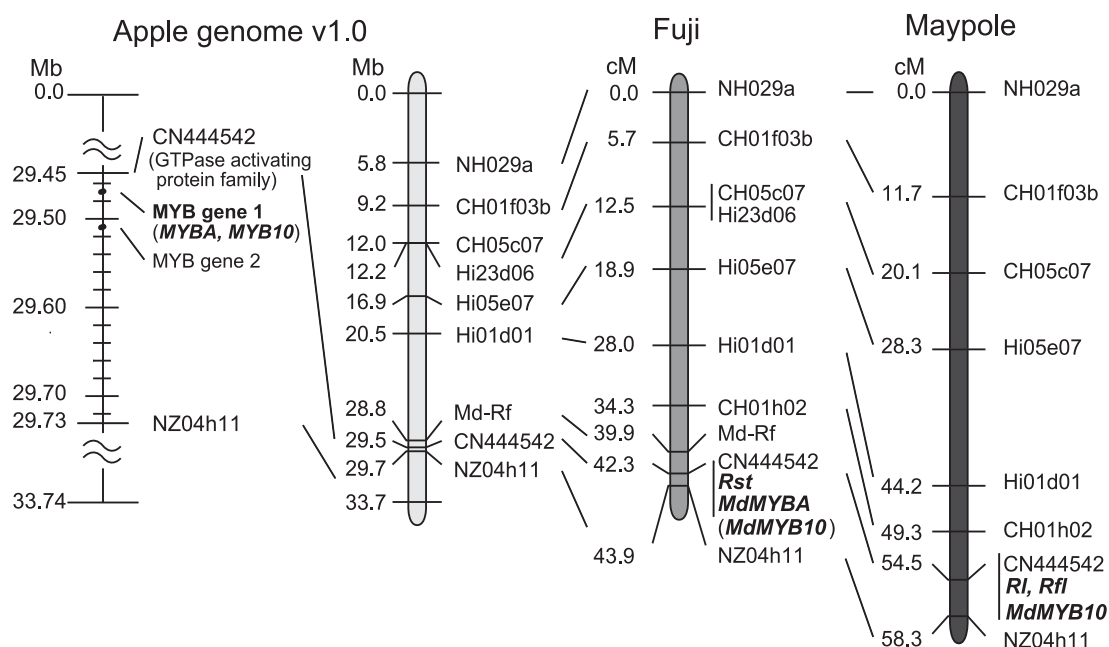 Apple genome v1.0
Fuji
Maypole
Mb
0.0
29.45
29.50
29.60
29.70
29.73
33.74
CN444542
(GTPase activating
protein family)
MYB gene 1
(MYBA, MYB10)
MYB gene 2
NZ04h11
Mb
0.0
5.8
9.2
12.0
12.2
16.9
20.5
28.8
29.5
29.7
33.7
NH029a
CH01f03b
CH05c07
Hi23d06
Hi05e07
Hi01d01
Md-Rf
CN444542
NZ04h11
cM
0.0
5.7
12.5
18.9
28.0
34.3
39.9
42.3
43.9
NH029a
CH01f03b
CH05c07
Hi23d06
Hi05e07
Hi01d01
CH01h02
Md-Rf
CN444542
Rst
MdMYBA
(MdMYB10)
NZ04h11
cM
0.0
11.7
20.1
28.3
44.2
49.3
54.5
58.3
NH029a
CH01f03b
CH05c07
Hi05e07
Hi01d01
CH01h02
CN444542
Rl, Rfl
MdMYB10
NZ04h11